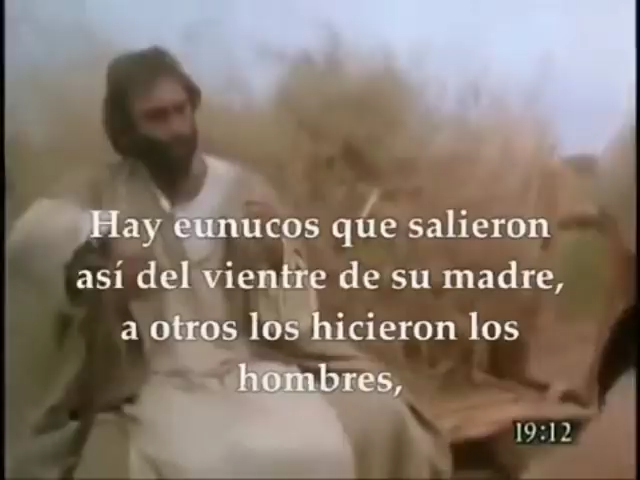 Hay eunucos que salieron
así del vientre de su madre,
a otros los hicieron los
hombres,
19:12